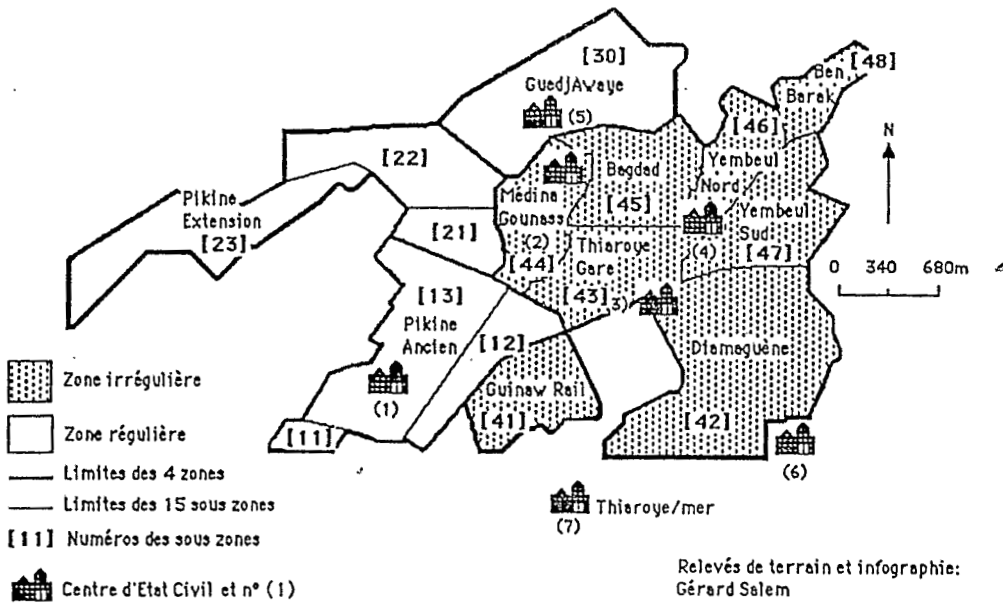 [30]
GuedjAwaye
(5)
[48]
Ben
Barak
[46]
N
[22]
Bagdad
Yembeul
Nord
Pikine
Extension
[23]
Médina
Gounass
(2)
[45]
Yembeul
Sud
(4)
[21]
Thiaroye
Gare
[47]
[44]
0 340 680m
[13]
[43]
(3)
Pikine
Ancien
[12]
Diamaguène
Zone irrégulière
(1)
Guinaw Rail
[41]
[42]
Zone régulière
[11]
(6)
Limites des 4 zones
Limites des 15 sous zones
(7)
Thiaroye/mer
[11] Numéros des sous zones
Centre d'Etat Civil et nº (1)
Relevés de terrain et infographie:
Gérard Salem